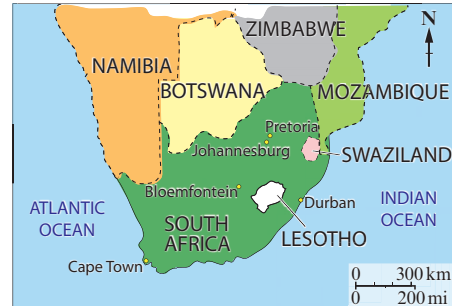 ZIMBABWE
N
NAMIBIA
BOTSWANA
MOZAMBIQUE
Pretoria
Johannesburg
SWAZILAND
Bloemfontein
Durban
ATLANTIC
OCEAN
INDIAN
OCEAN
SOUTH
AFRICA
LESOTHO
Cape Town
0 300 km
0 200 mi